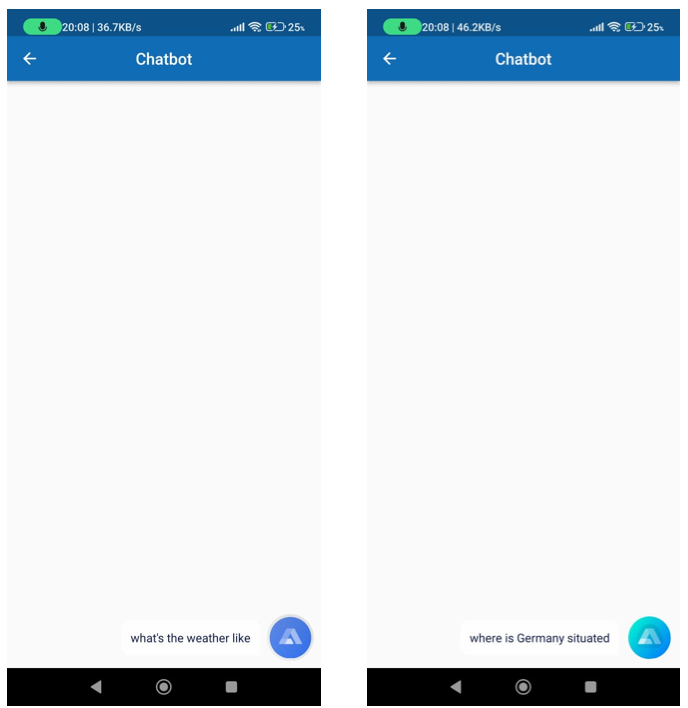 20:08 | 36.7KB/s 25%
Chatbot
what's the weather like
20:08 | 46.2KB/s 25%
Chatbot
where is Germany situated